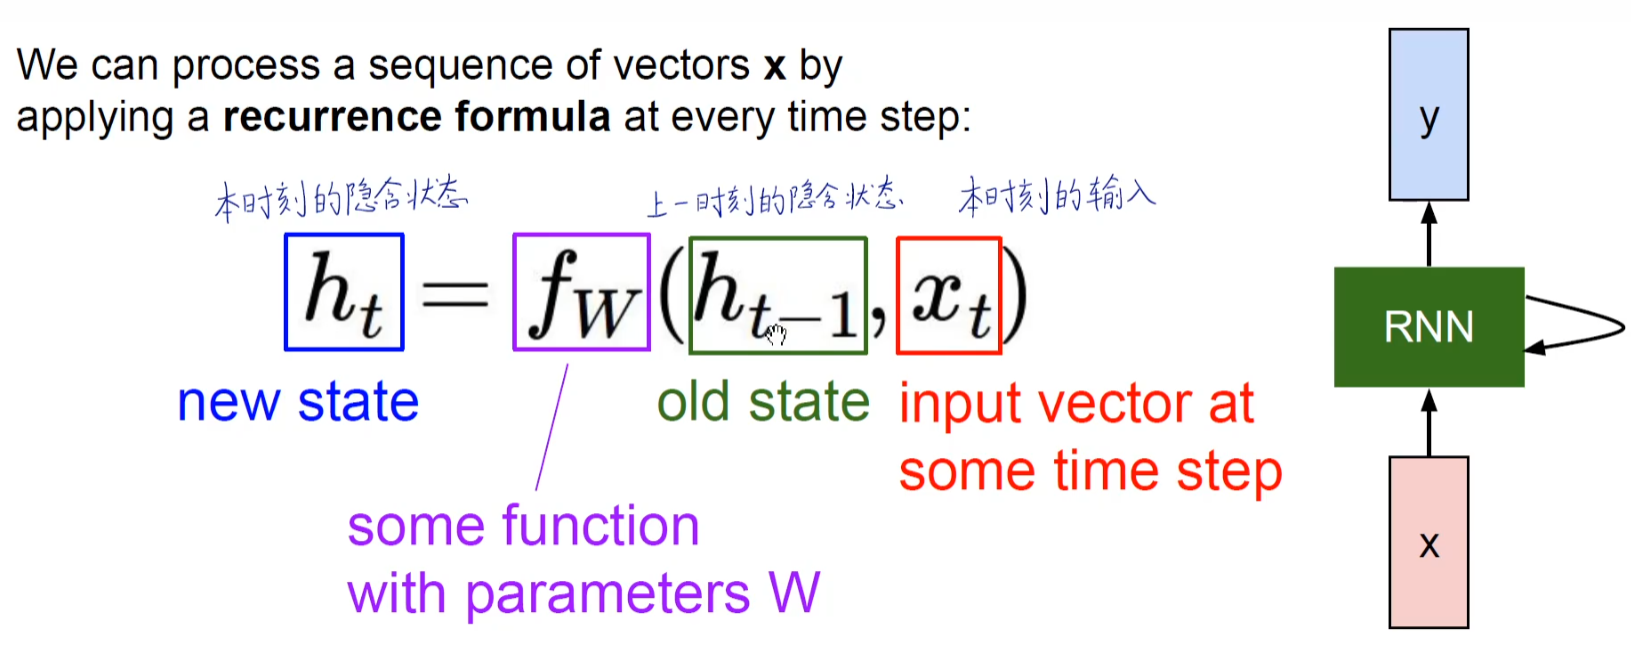 We can process a sequence of vectors x by
applying a recurrence formula at every time step:
本时刻的隐含状态 上一时刻的隐含状态 本时刻的输入
h_t = f_W(h_{t-1}, x_t)
new state
old state
input vector at
some time step
some function
with parameters W
y
RNN
x